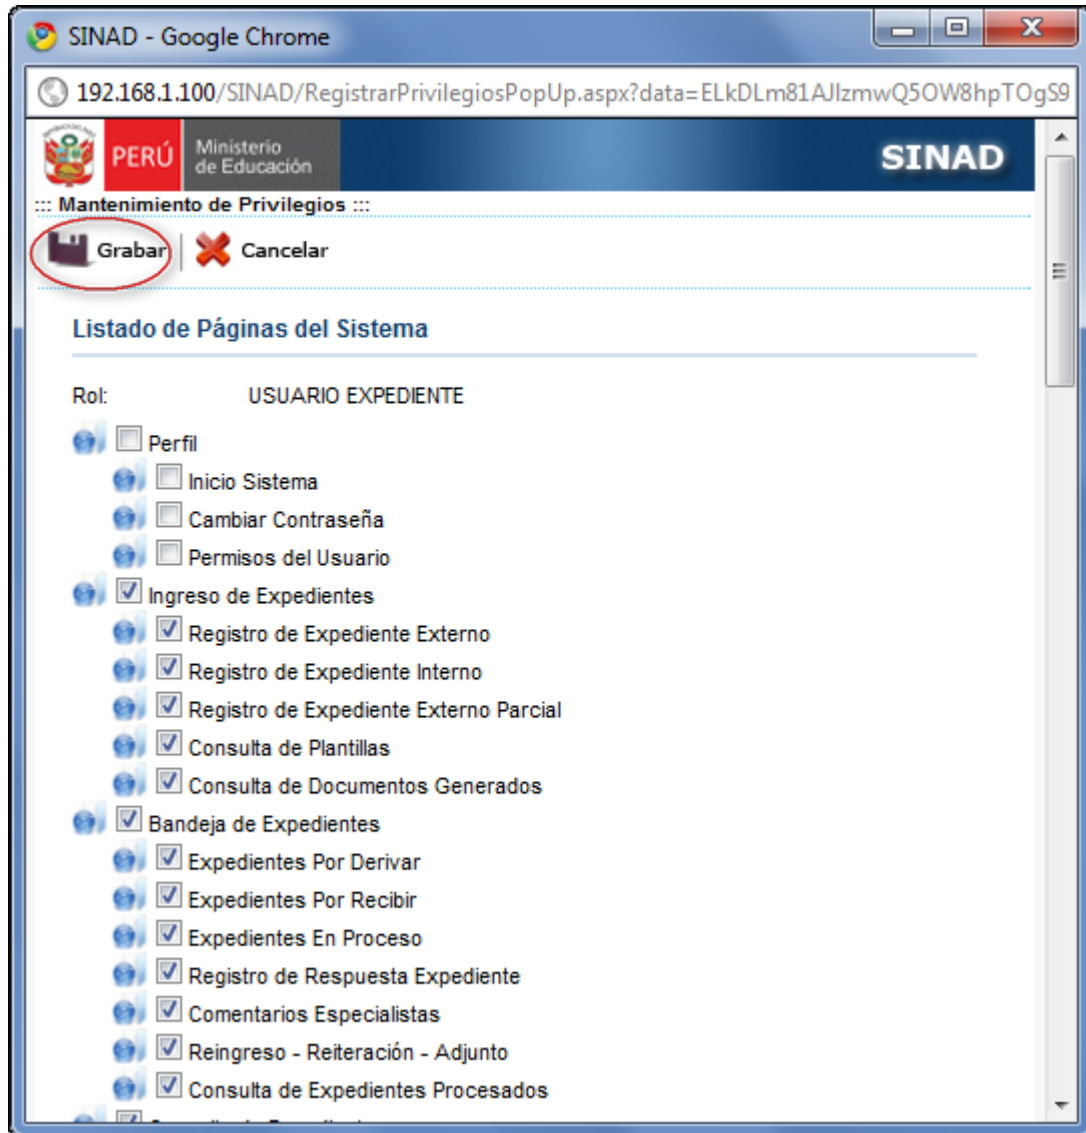 SINAD - Google Chrome
192.168.1.100/SINAD/RegistrarPrivilegiosPopUp.aspx?data=ELkDLm81AJIzmwQ5OW8hpTOgS9
PERÚ Ministerio de Educación SINAD
::: Mantenimiento de Privilegios :::
Grabar Cancelar
Listado de Páginas del Sistema
Rol: USUARIO EXPEDIENTE
Perfil
Inicio Sistema
Cambiar Contraseña
Permisos del Usuario
Ingreso de Expedientes
Registro de Expediente Externo
Registro de Expediente Interno
Registro de Expediente Externo Parcial
Consulta de Plantillas
Consulta de Documentos Generados
Bandeja de Expedientes
Expedientes Por Derivar
Expedientes Por Recibir
Expedientes En Proceso
Registro de Respuesta Expediente
Comentarios Especialistas
Reingreso - Reiteración - Adjunto
Consulta de Expedientes Procesados